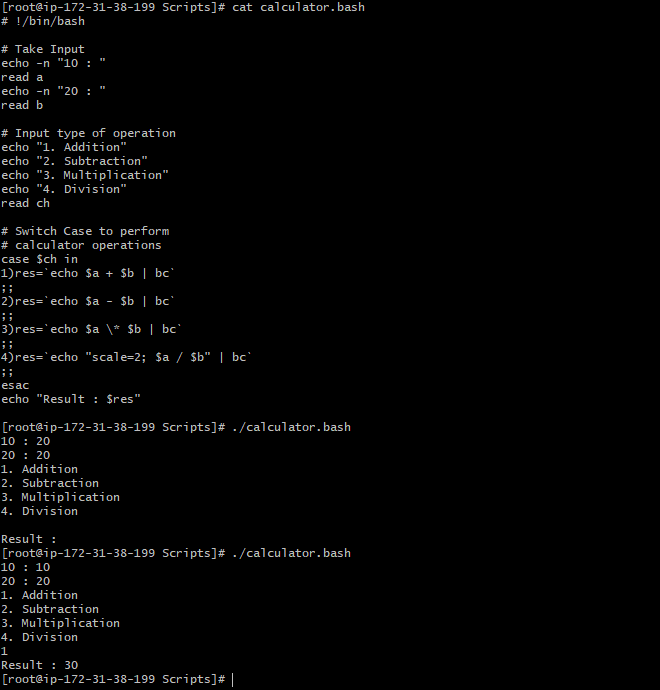 [root@ip-172-31-38-199 Scripts]# cat calculator.bash
# !/bin/bash
# Take Input
echo -n "10 : "
read a
echo -n "20 : "
read b
# Input type of operation
echo "1. Addition"
echo "2. Subtraction"
echo "3. Multiplication"
echo "4. Division"
read ch
# Switch Case to perform
# calculator operations
case $ch in
1)res=`echo $a + $b | bc`
;;
2)res=`echo $a - $b | bc`
;;
3)res=`echo $a \* $b | bc`
;;
4)res=`echo "scale=2; $a / $b" | bc`
;;
esac
echo "Result : $res"
[root@ip-172-31-38-199 Scripts]# ./calculator.bash
10 : 20
20 : 20
1. Addition
2. Subtraction
3. Multiplication
4. Division
Result :
[root@ip-172-31-38-199 Scripts]# ./calculator.bash
10 : 10
20 : 20
1. Addition
2. Subtraction
3. Multiplication
4. Division
1
Result : 30
[root@ip-172-31-38-199 Scripts]#